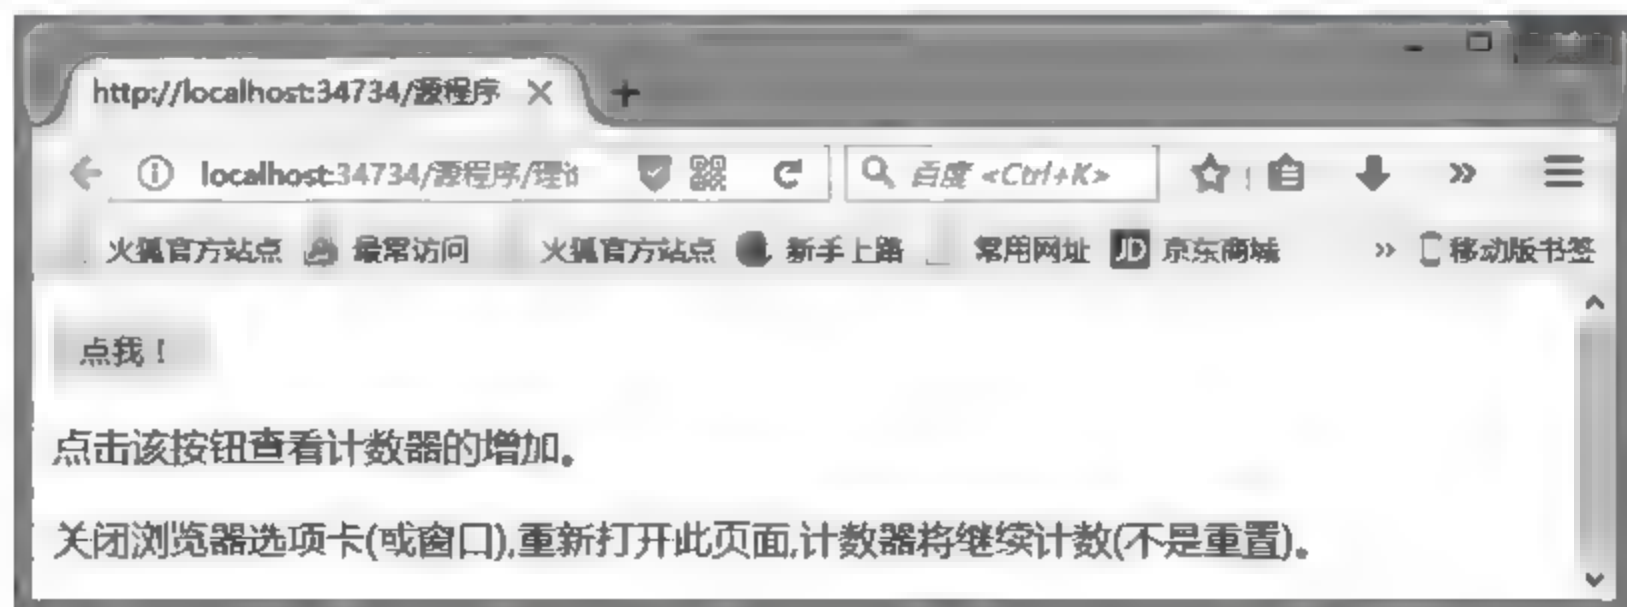 http://localhost:34734/源程序
localhost:34734/源程序/理论 百度 <Ctrl+K>
火狐官方站点 最常访问 火狐官方站点 新手上路 常用网址 JD 京东商城 » 移动版书签
点我！
点击该按钮查看计数器的增加。
关闭浏览器选项卡(或窗口),重新打开此页面,计数器将继续计数(不是重置)。